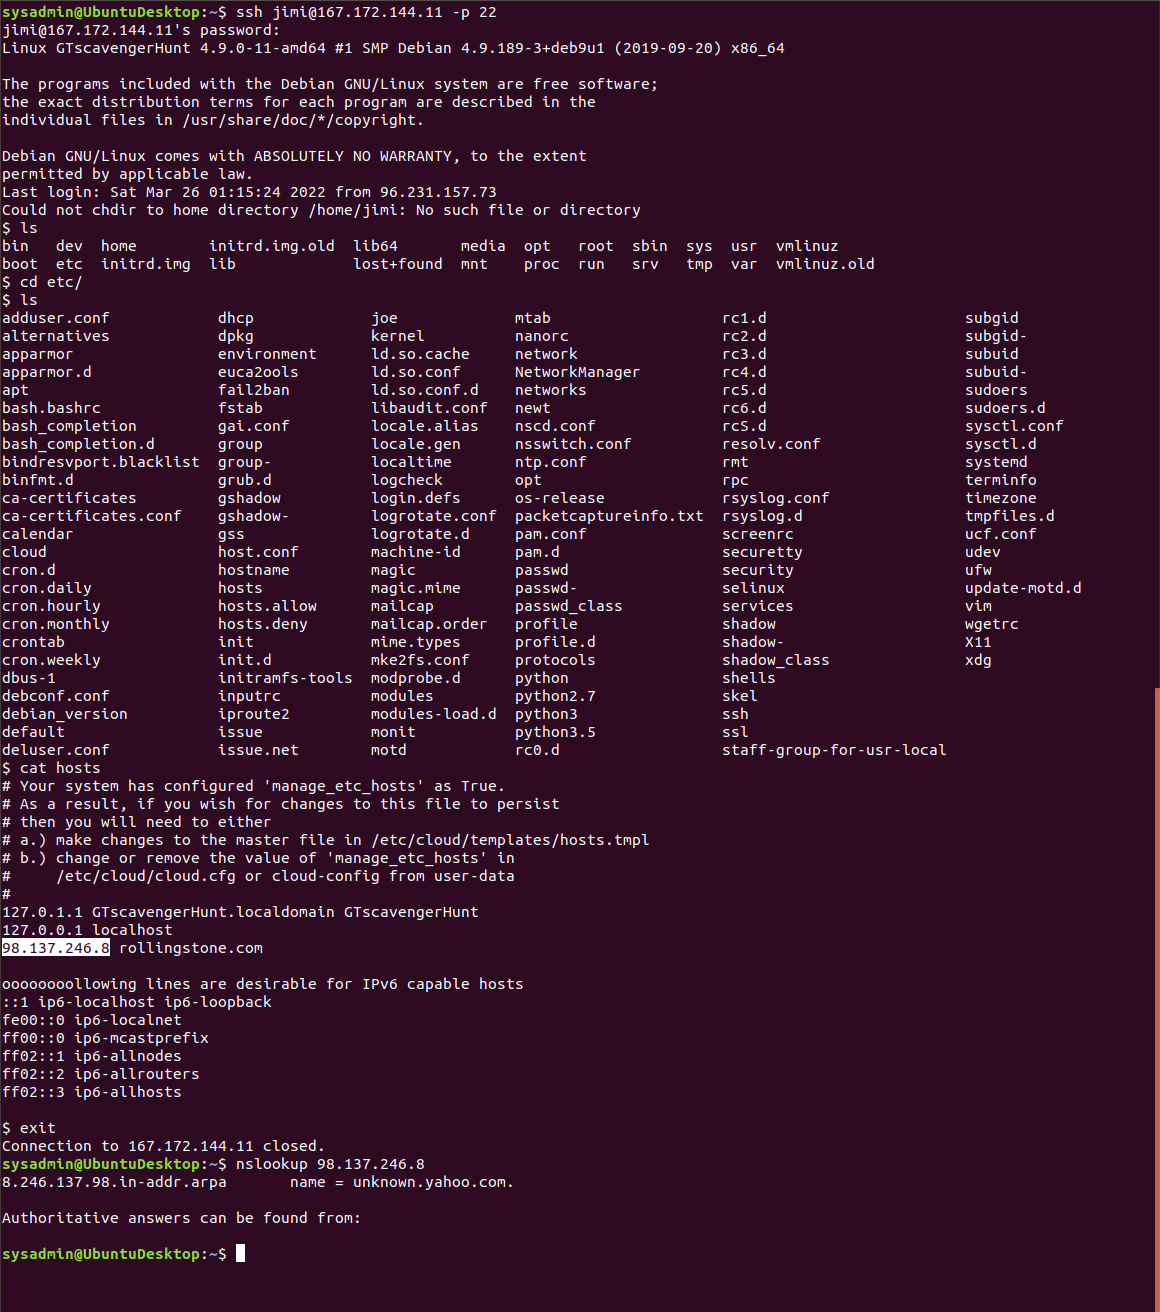 sysadmin@UbuntuDesktop:~$ ssh jimi@167.172.144.11 -p 22
jimi@167.172.144.11's password:
Linux GTscavengerHunt 4.9.0-11-amd64 #1 SMP Debian 4.9.189-3+deb9u1 (2019-09-20) x86_64

The programs included with the Debian GNU/Linux system are free software;
the exact distribution terms for each program are described in the
individual files in /usr/share/doc/*/copyright.

Debian GNU/Linux comes with ABSOLUTELY NO WARRANTY, to the extent
permitted by applicable law.
Last login: Sat Mar 26 01:15:24 2022 from 96.231.157.73
Could not chdir to home directory /home/jimi: No such file or directory
$ ls
bin   dev  home        initrd.img.old  lib64       media  opt   root  sbin  sys  usr  vmlinuz
boot  etc  initrd.img  lib             lost+found  mnt    proc  run   srv   tmp  var  vmlinuz.old
$ cd etc/
$ ls
adduser.conf            dhcp             joe             mtab                   rc1.d                      subgid
alternatives            dpkg             kernel          nanorc                 rc2.d                      subgid-
apparmor                environment      ld.so.cache     network                rc3.d                      subuid
apparmor.d              euca2ools        ld.so.conf      NetworkManager         rc4.d                      subuid-
apt                     fail2ban         ld.so.conf.d    networks               rc5.d                      sudoers
bash.bashrc             fstab            libaudit.conf   newt                   rc6.d                      sudoers.d
bash_completion         gai.conf         locale.alias    nscd.conf              rcS.d                      sysctl.conf
bash_completion.d       group            locale.gen      nsswitch.conf          resolv.conf                sysctl.d
bindresvport.blacklist  group-           localtime       ntp.conf               rmt                        systemd
binfmt.d                grub.d           logcheck        opt                    rpc                        terminfo
ca-certificates         gshadow          login.defs      os-release             rsyslog.conf               timezone
ca-certificates.conf    gshadow-         logrotate.conf  packetcaptureinfo.txt  rsyslog.d                  tmpfiles.d
calendar                gss              logrotate.d     pam.conf               screenrc                   ucf.conf
cloud                   host.conf        machine-id      pam.d                  securetty                  udev
cron.d                  hostname         magic           passwd                 security                   ufw
cron.daily              hosts            magic.mime      passwd-                selinux                    update-motd.d
cron.hourly             hosts.allow      mailcap         passwd_class           services                   vim
cron.monthly            hosts.deny       mailcap.order   profile                shadow                     wgetrc
crontab                 init             mime.types      profile.d              shadow-                    X11
cron.weekly             init.d           mke2fs.conf     protocols              shadow_class               xdg
dbus-1                  initramfs-tools  modprobe.d      python                 shells
debconf.conf            inputrc          modules         python2.7              skel
debian_version          iproute2         modules-load.d  python3                ssh
default                 issue            monit           python3.5              ssl
deluser.conf            issue.net        motd            rc0.d                  staff-group-for-usr-local
$ cat hosts
# Your system has configured 'manage_etc_hosts' as True.
# As a result, if you wish for changes to this file to persist
# then you will need to either
# a.) make changes to the master file in /etc/cloud/templates/hosts.tmpl
# b.) change or remove the value of 'manage_etc_hosts' in
#     /etc/cloud/cloud.cfg or cloud-config from user-data
#
127.0.1.1 GTscavengerHunt.localdomain GTscavengerHunt
127.0.0.1 localhost
98.137.246.8 rollingstone.com

oooooooollowing lines are desirable for IPv6 capable hosts
::1 ip6-localhost ip6-loopback
fe00::0 ip6-localnet
ff00::0 ip6-mcastprefix
ff02::1 ip6-allnodes
ff02::2 ip6-allrouters
ff02::3 ip6-allhosts

$ exit
Connection to 167.172.144.11 closed.
sysadmin@UbuntuDesktop:~$ nslookup 98.137.246.8
8.246.137.98.in-addr.arpa       name = unknown.yahoo.com.

Authoritative answers can be found from:

sysadmin@UbuntuDesktop:~$